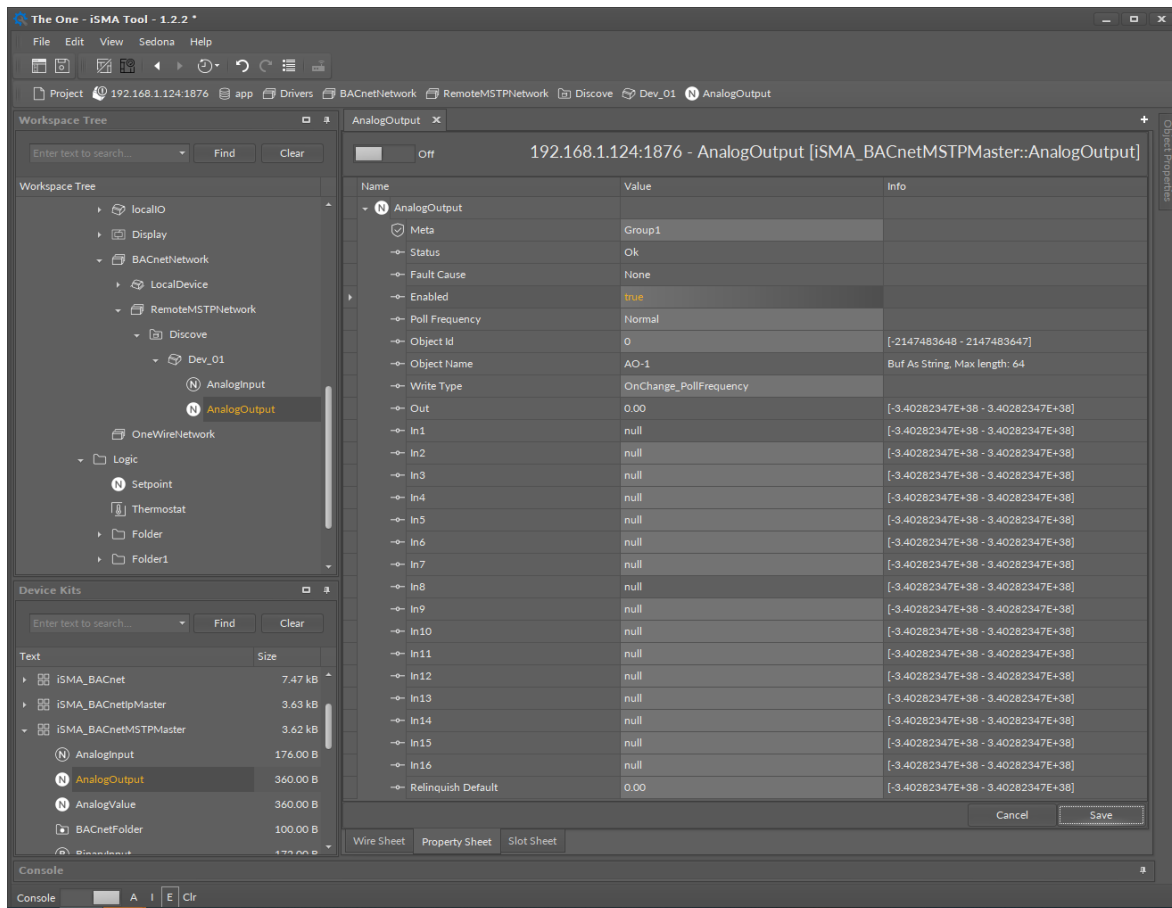 The One - iSMA Tool - 1.2.2 *
File Edit View Sedona Help
Project 192.168.1.124:1876 app Drivers BACnetNetwork RemoteMSTPNetwork Discove Dev_01 N AnalogOutput
Workspace Tree
Enter text to search... Find Clear
Workspace Tree
localIO
Display
BACnetNetwork
LocalDevice
RemoteMSTPNetwork
Discove
Dev_01
N AnalogInput
N AnalogOutput
OneWireNetwork
Logic
N Setpoint
Thermostat
Folder
Folder1
Device Kits
Enter text to search... Find Clear
Text Size
iSMA_BACnet 7.47 kB
iSMA_BACnetIpMaster 3.63 kB
iSMA_BACnetMSTPMaster 3.62 kB
N AnalogInput 176.00 B
N AnalogOutput 360.00 B
N AnalogValue 360.00 B
BACnetFolder 100.00 B
B BinaryInput 172.00 B
AnalogOutput
Off 192.168.1.124:1876 - AnalogOutput [iSMA_BACnetMSTPMaster::AnalogOutput]
Name Value Info
N AnalogOutput
Meta Group1
Status Ok
Fault Cause None
Enabled true
Poll Frequency Normal
Object Id 0 [-2147483648 - 2147483647]
Object Name AO-1 Buf As String, Max length: 64
Write Type OnChange_PollFrequency
Out 0.00 [-3.40282347E+38 - 3.40282347E+38]
In1 null [-3.40282347E+38 - 3.40282347E+38]
In2 null [-3.40282347E+38 - 3.40282347E+38]
In3 null [-3.40282347E+38 - 3.40282347E+38]
In4 null [-3.40282347E+38 - 3.40282347E+38]
In5 null [-3.40282347E+38 - 3.40282347E+38]
In6 null [-3.40282347E+38 - 3.40282347E+38]
In7 null [-3.40282347E+38 - 3.40282347E+38]
In8 null [-3.40282347E+38 - 3.40282347E+38]
In9 null [-3.40282347E+38 - 3.40282347E+38]
In10 null [-3.40282347E+38 - 3.40282347E+38]
In11 null [-3.40282347E+38 - 3.40282347E+38]
In12 null [-3.40282347E+38 - 3.40282347E+38]
In13 null [-3.40282347E+38 - 3.40282347E+38]
In14 null [-3.40282347E+38 - 3.40282347E+38]
In15 null [-3.40282347E+38 - 3.40282347E+38]
In16 null [-3.40282347E+38 - 3.40282347E+38]
Relinquish Default 0.00 [-3.40282347E+38 - 3.40282347E+38]
Cancel Save
Wire Sheet Property Sheet Slot Sheet
Object Properties
Console
Console A I E Clr